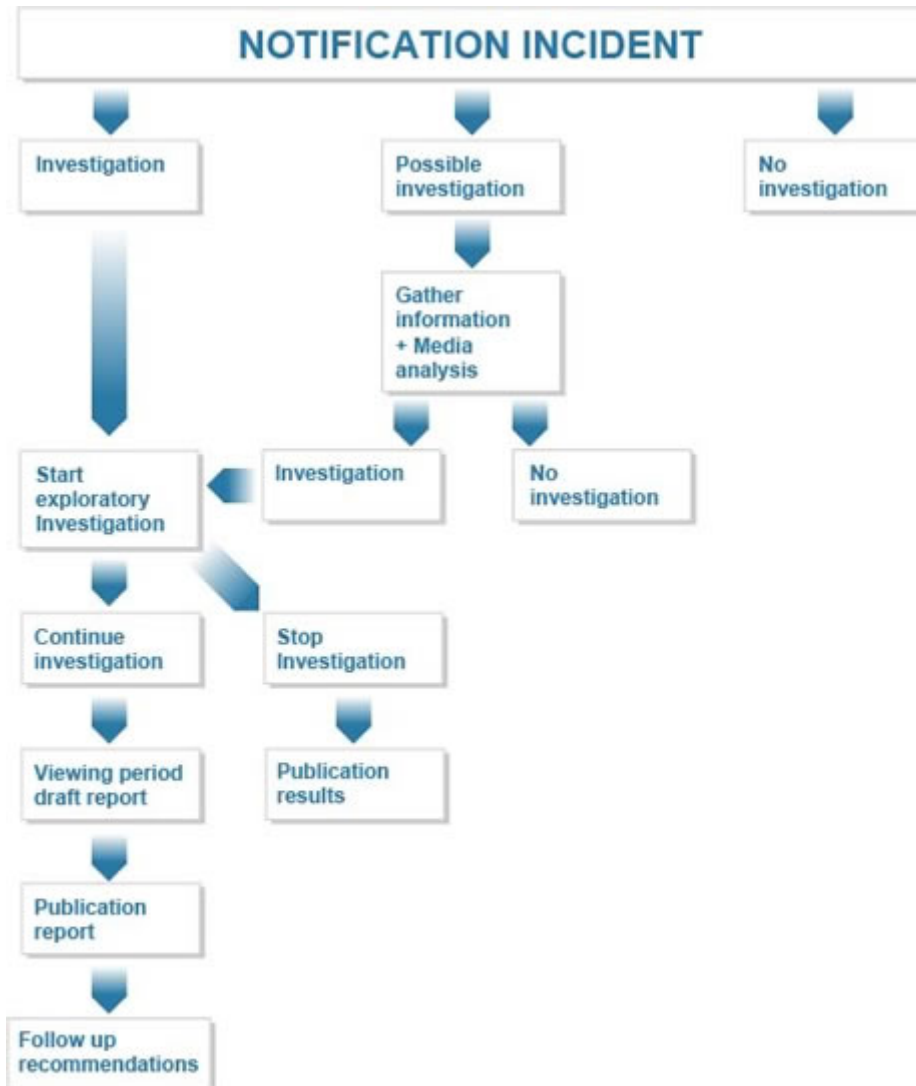 NOTIFICATION INCIDENT
Investigation
Possible
investigation
No
investigation
Gather
information
+ Media
analysis
Start
exploratory
Investigation
Investigation
No
investigation
Continue
investigation
Stop
Investigation
Viewing period
draft report
Publication
results
Publication
report
Follow up
recommendations